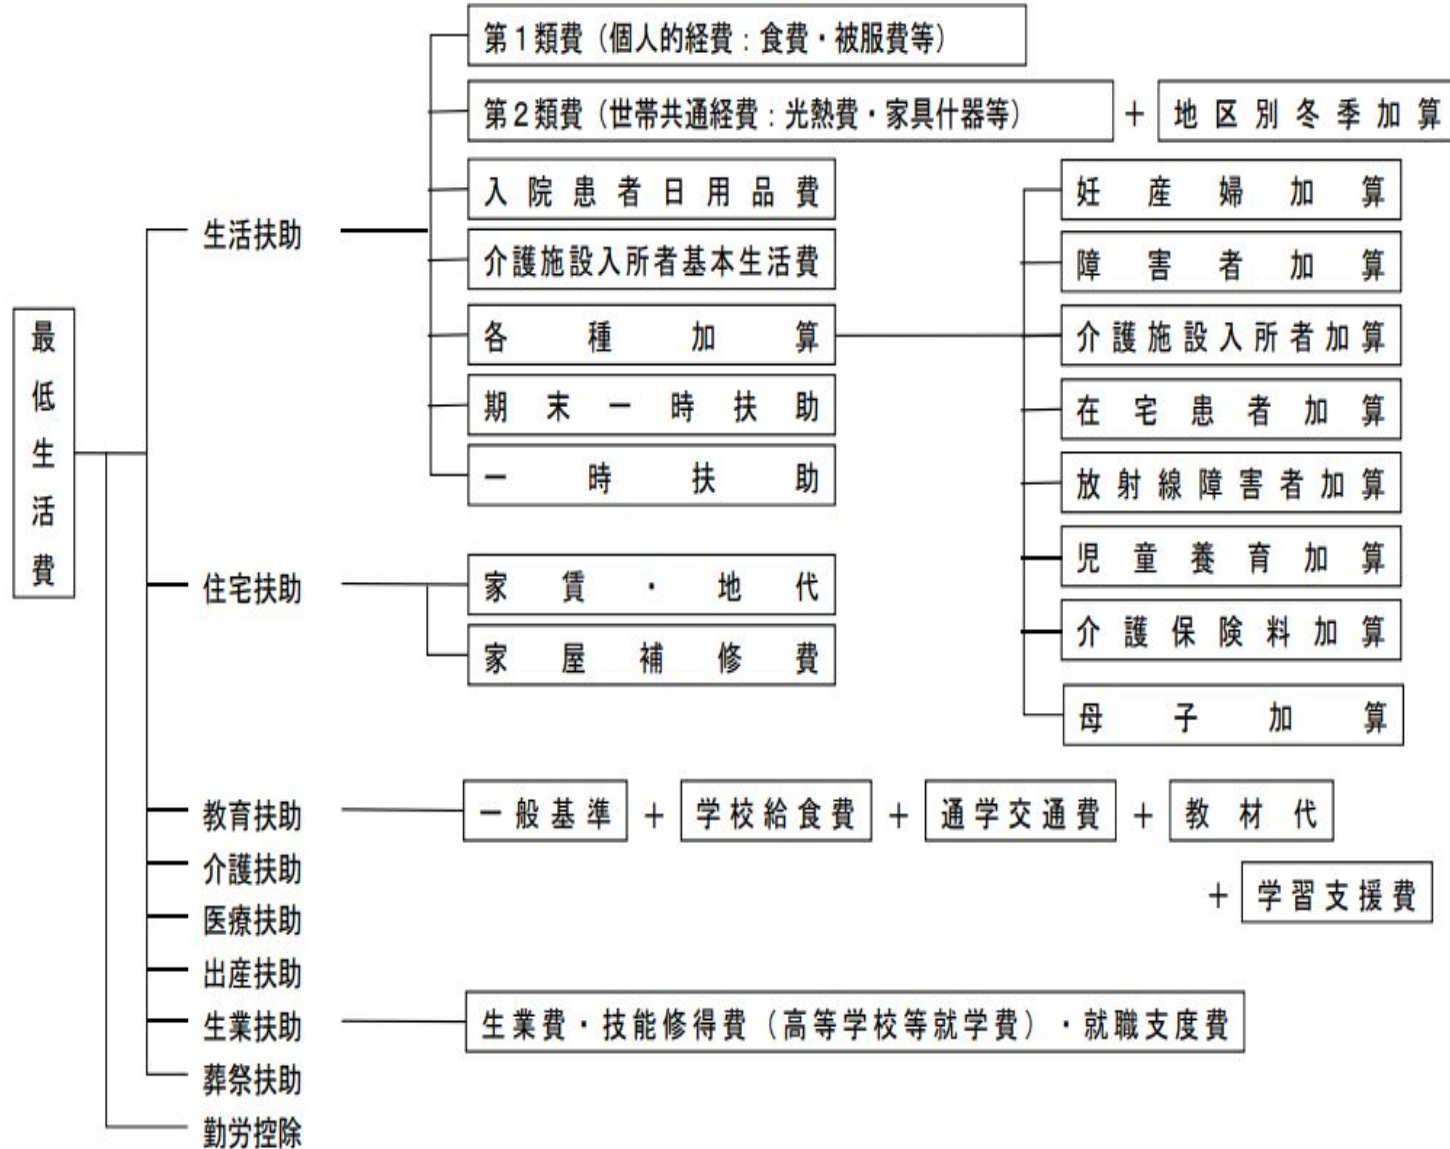 最低生活費
生活扶助
第1類費（個人的経費：食費・被服費等）
第2類費（世帯共通経費：光熱費・家具什器等） ＋ 地区別冬季加算
入院患者日用品費
介護施設入所者基本生活費
各種加算
妊産婦加算
障害者加算
介護施設入所者加算
在宅患者加算
放射線障害者加算
児童養育加算
介護保険料加算
母子加算
期末一時扶助
一時扶助
住宅扶助
家賃・地代
家屋補修費
教育扶助
一般基準 ＋ 学校給食費 ＋ 通学交通費 ＋ 教材代
＋ 学習支援費
介護扶助
医療扶助
出産扶助
生業扶助
生業費・技能修得費（高等学校等就学費）・就職支度費
葬祭扶助
勤労控除